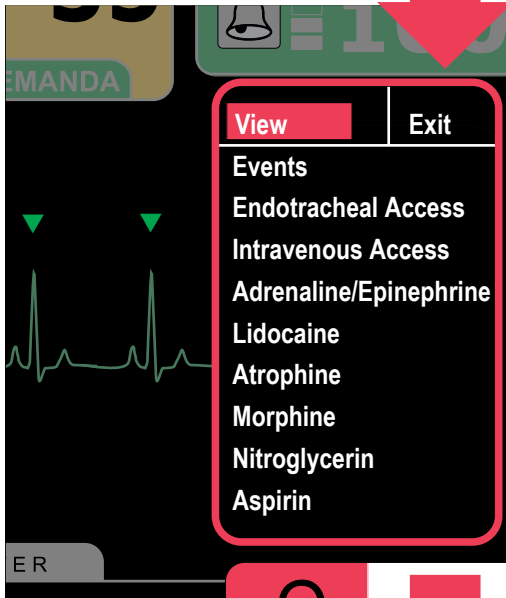 EMANDA
View Exit
Events
Endotracheal Access
Intravenous Access
Adrenaline/Epinephrine
Lidocaine
Atrophine
Morphine
Nitroglycerin
Aspirin
ER